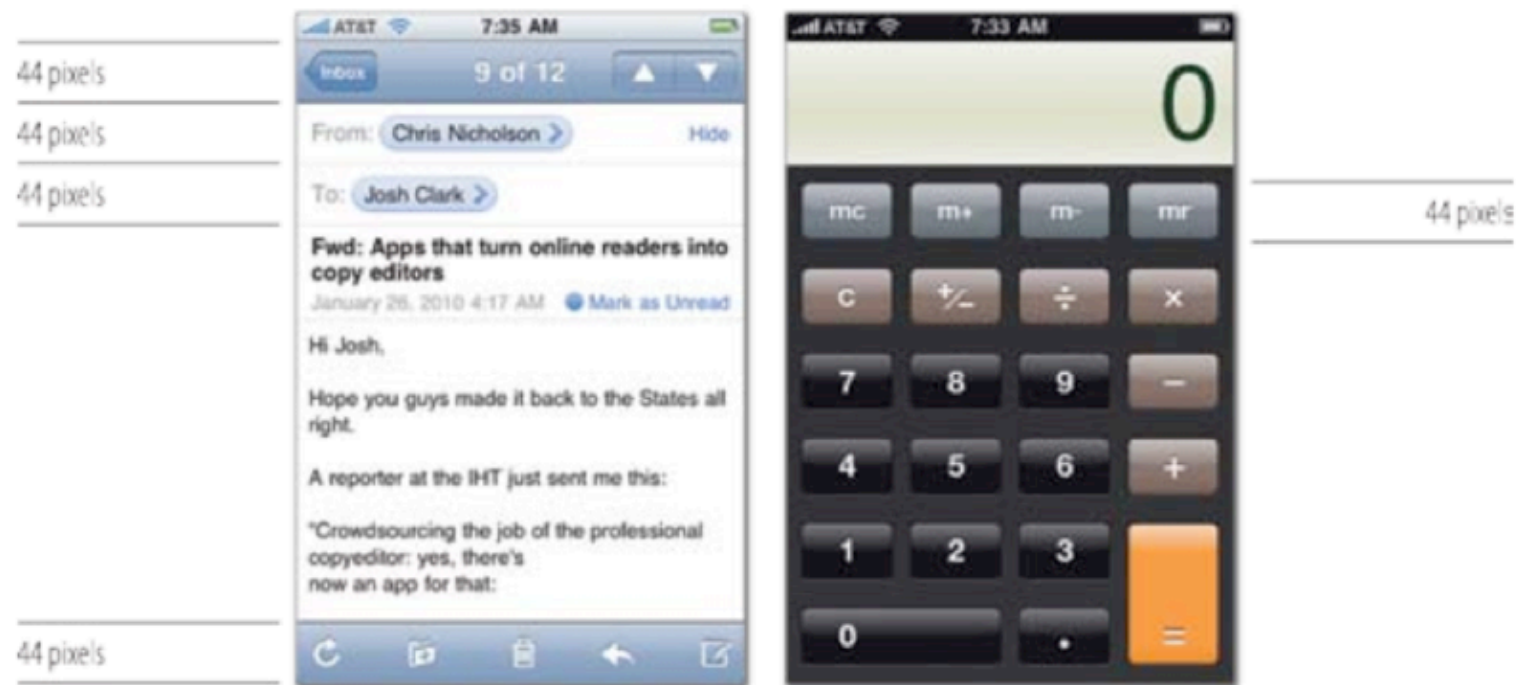 44 pixels
44 pixels
44 pixels
44 pixels
AT&T 7:35 AM
Inbox 9 of 12
From: Chris Nicholson Hide
To: Josh Clark
Fwd: Apps that turn online readers into
copy editors
January 26, 2010 4:17 AM Mark as Unread
Hi Josh,
Hope you guys made it back to the States all
right.
A reporter at the IHT just sent me this:
"Crowdsourcing the job of the professional
copyeditor: yes, there's
now an app for that:
AT&T 7:33 AM
0
mc m+ m- mr
c +/- ÷ ×
7 8 9 −
4 5 6 +
1 2 3
0 . =
44 pixels